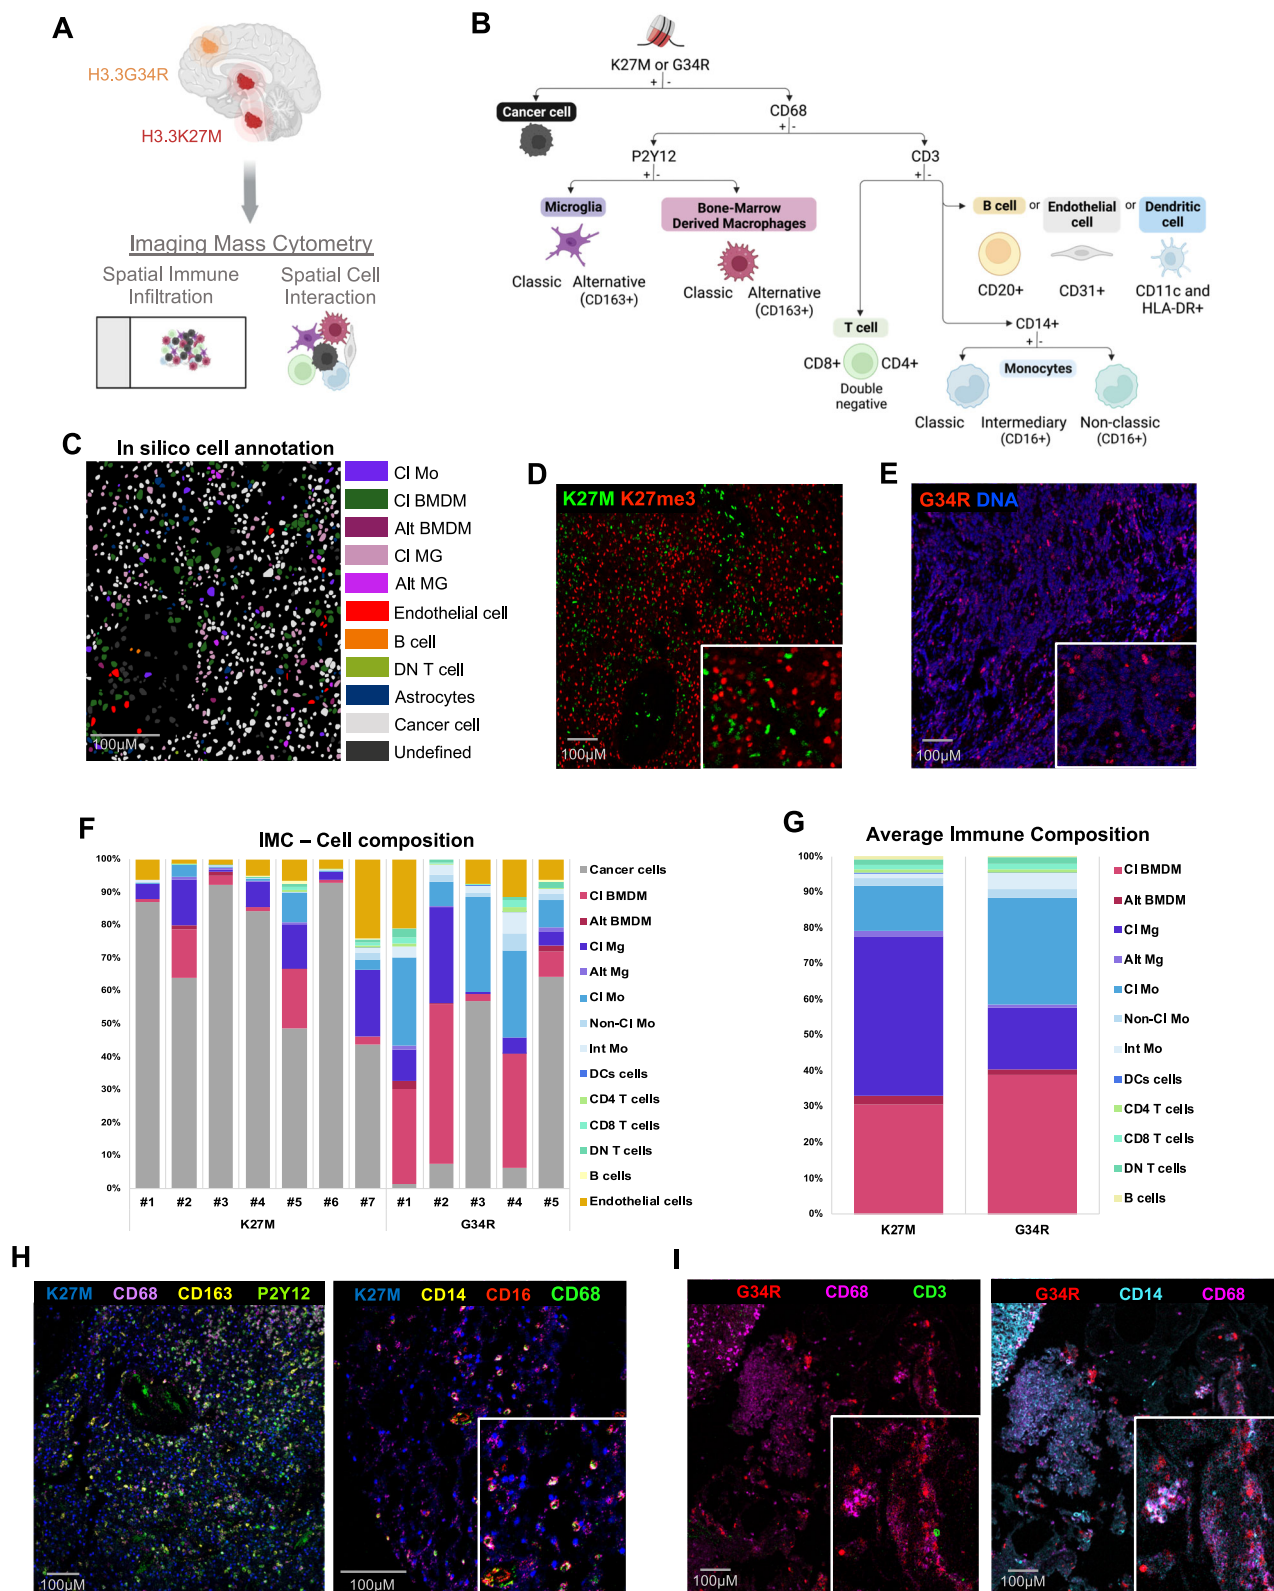 A
H3.3G34R
H3.3K27M
Imaging Mass Cytometry
Spatial Immune
Infiltration
Spatial Cell
Interaction
B
K27M or G34R
+ -
Cancer cell
CD68
+ -
P2Y12
+ -
CD3
+ -
Microglia
Classic Alternative
(CD163+)
Bone-Marrow
Derived Macrophages
Classic Alternative
(CD163+)
B cell or Endothelial
cell or Dendritic
cell
CD20+
CD31+
CD11c and
HLA-DR+
T cell
CD8+ CD4+
Double
negative
CD14+
+ -
Monocytes
Classic Intermediary
(CD16+)
Non-classic
(CD16+)
C
In silico cell annotation
Cl Mo
Cl BMDM
Alt BMDM
Cl MG
Alt MG
Endothelial cell
B cell
DN T cell
Astrocytes
Cancer cell
Undefined
100µM
D
K27M K27me3
100µM
E
G34R DNA
100µM
F
IMC – Cell composition
100%
90%
80%
70%
60%
50%
40%
30%
20%
10%
0%
#1 #2 #3 #4 #5 #6 #7 #1 #2 #3 #4 #5
K27M G34R
Cancer cells
Cl BMDM
Alt BMDM
Cl Mg
Alt Mg
Cl Mo
Non-Cl Mo
Int Mo
DCs cells
CD4 T cells
CD8 T cells
DN T cells
B cells
Endothelial cells
G
Average Immune Composition
100%
90%
80%
70%
60%
50%
40%
30%
20%
10%
0%
K27M G34R
Cl BMDM
Alt BMDM
Cl Mg
Alt Mg
Cl Mo
Non-Cl Mo
Int Mo
DCs cells
CD4 T cells
CD8 T cells
DN T cells
B cells
H
K27M CD68 CD163 P2Y12
100µM
K27M CD14 CD16 CD68
100µM
I
G34R CD68 CD3
100µM
G34R CD14 CD68
100µM